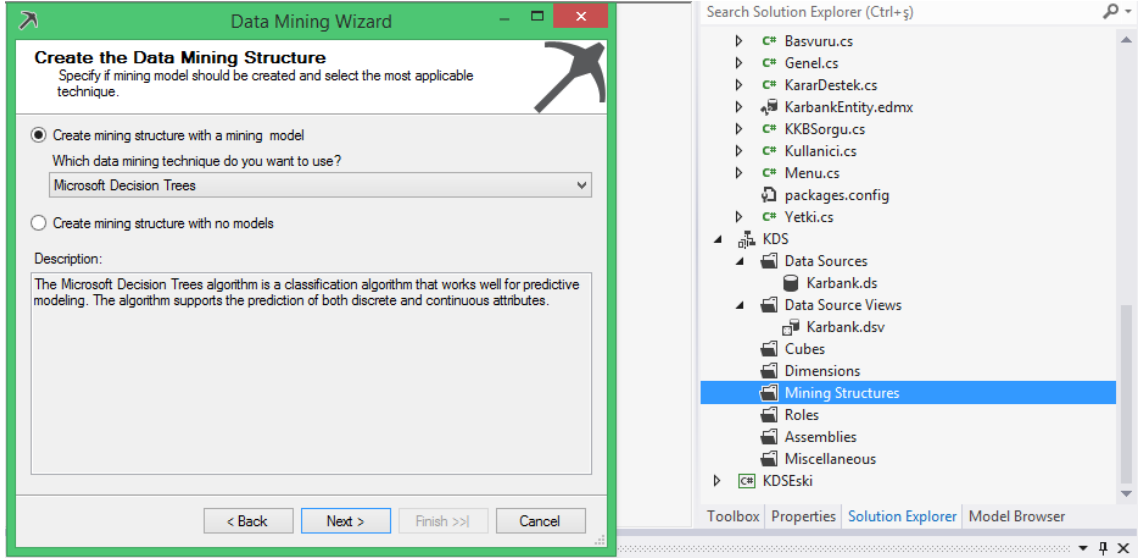 Data Mining Wizard
Create the Data Mining Structure
Specify if mining model should be created and select the most applicable
technique.
Create mining structure with a mining model
Which data mining technique do you want to use?
Microsoft Decision Trees
Create mining structure with no models
Description:
The Microsoft Decision Trees algorithm is a classification algorithm that works well for predictive
modeling. The algorithm supports the prediction of both discrete and continuous attributes.
< Back
Next >
Finish >>|
Cancel
Search Solution Explorer (Ctrl+ş)
C# Basvuru.cs
C# Genel.cs
C# KararDestek.cs
KarbankEntity.edmx
C# KKBSorgu.cs
C# Kullanici.cs
C# Menu.cs
packages.config
C# Yetki.cs
KDS
Data Sources
Karbank.ds
Data Source Views
Karbank.dsv
Cubes
Dimensions
Mining Structures
Roles
Assemblies
Miscellaneous
C# KDSEski
Toolbox Properties Solution Explorer Model Browser